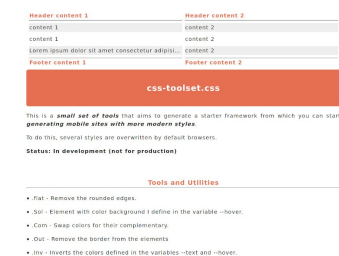 Header content 1 Header content 2
content 1 content 2
content 1 content 2
Lorem ipsum dolor sit amet consectetur adipisi... content 2
Footer content 1 Footer content 2
css-toolset.css
This is a small set of tools that aims to generate a starter framework from which you can start
generating mobile sites with more modern styles.
To do this, several styles are overwritten by default browsers.
Status: In development (not for production)
Tools and Utilities
• .flat - Remove the rounded edges.
• .Sol - Element with color background I define in the variable --hover.
• .Com - Swap colors for their complementary.
• .Out - Remove the border from the elements
• .Inv - Inverts the colors defined in the variables --text and --hover.